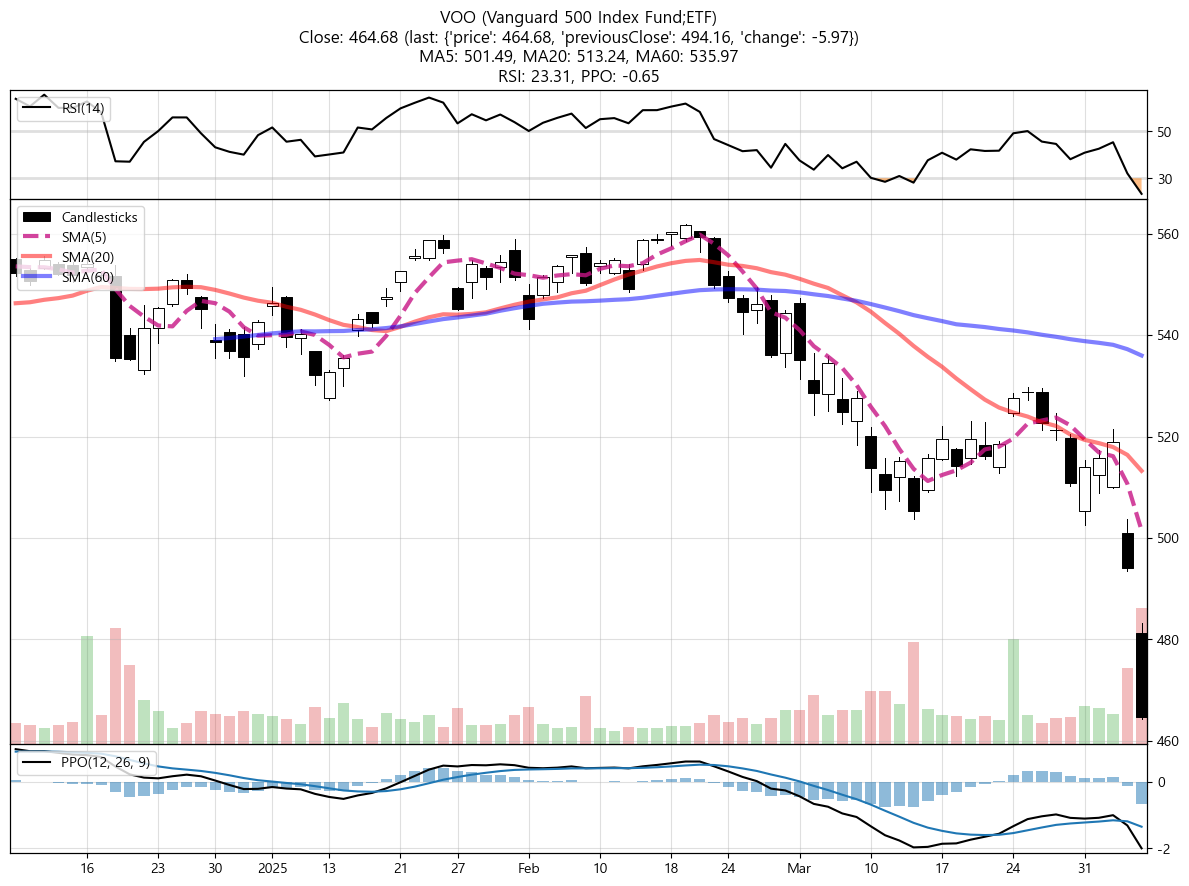 VOO (Vanguard 500 Index Fund;ETF)
Close: 464.68 (last: {'price': 464.68, 'previousClose': 494.16, 'change': -5.97})
MA5: 501.49, MA20: 513.24, MA60: 535.97
RSI: 23.31, PPO: -0.65
RSI(14)
50
30
Candlesticks
SMA(5)
SMA(20)
SMA(60)
560
540
520
500
480
460
PPO(12, 26, 9)
0
-2
16 23 30 2025 13 21 27 Feb 10 18 24 Mar 10 17 24 31